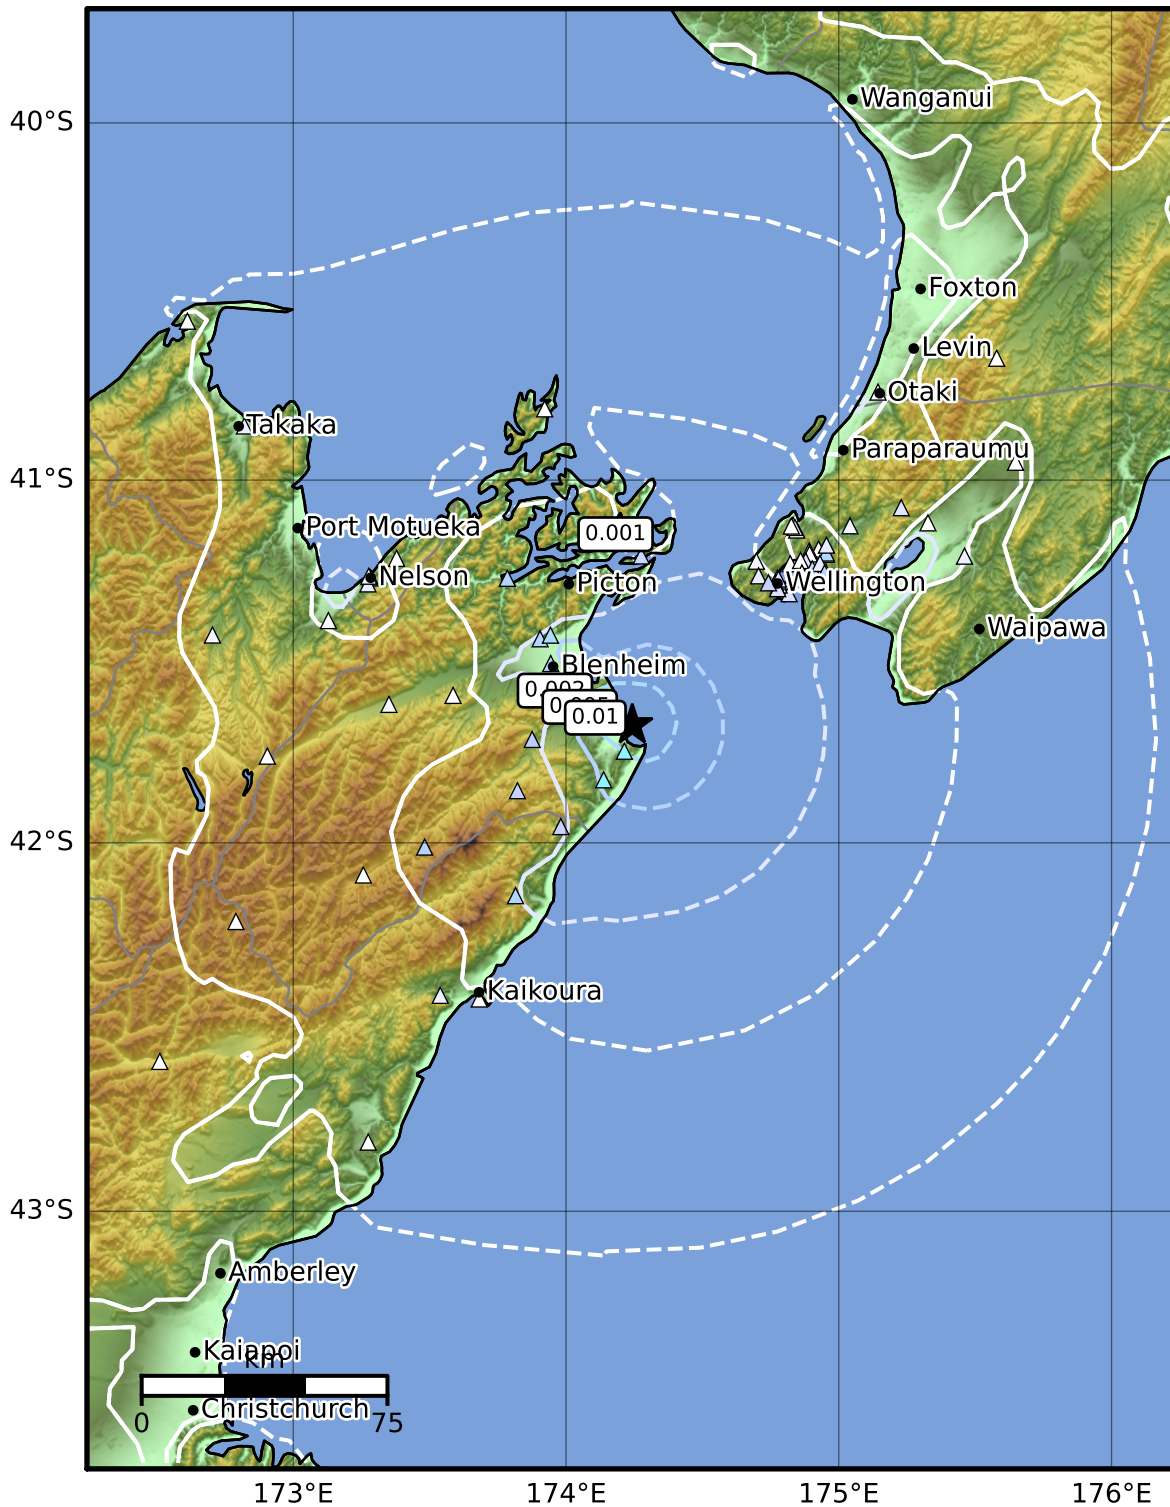 Wanganui
40°S
Foxton
Levin
Otaki
Takaka
Paraparaumu
41°S
Port Motueka
0.001
Nelson
Picton
Wellington
Waipawa
Blenheim
0.01
42°S
Kaikoura
43°S
Amberley
Kaiapoi
km
Christchurch
0
75
173°E
174°E
175°E
176°E